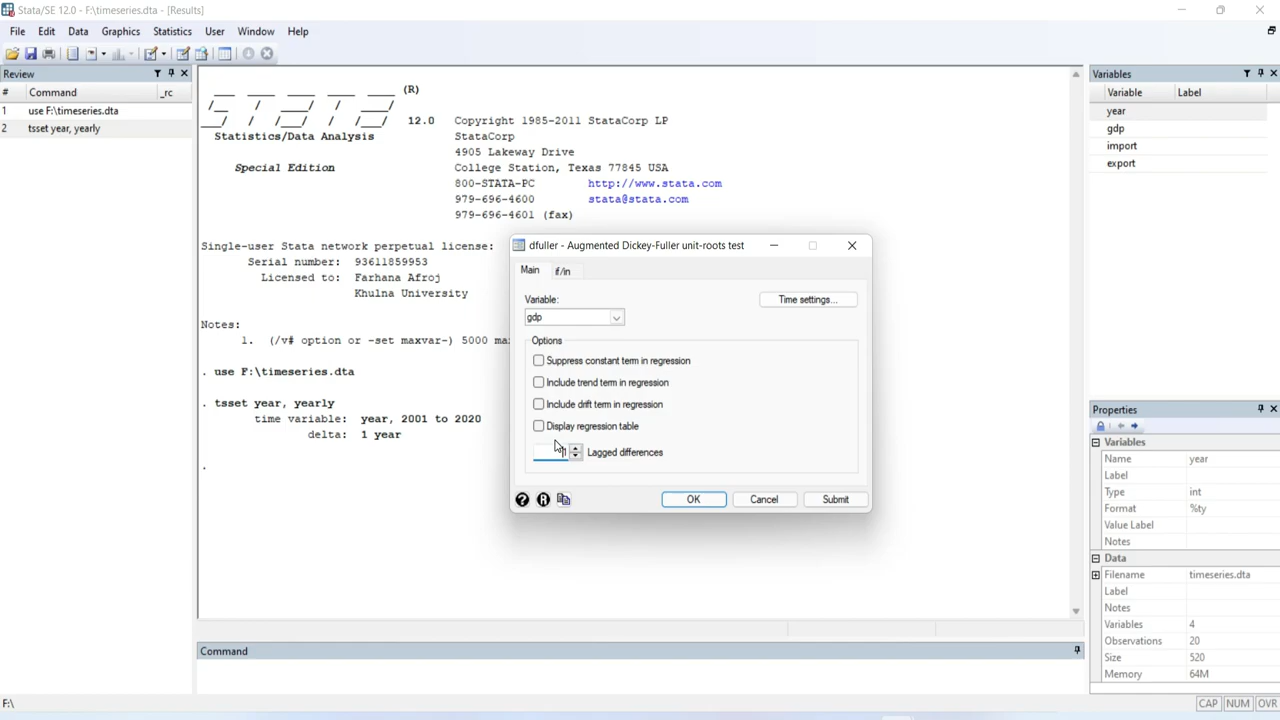 Stata/SE 12.0 - F:\timeseries.dta - [Results]
File Edit Data Graphics Statistics User Window Help
Review
# Command _rc
1 use F:\timeseries.dta
2 tsset year, yearly
(R)
12.0 Copyright 1985-2011 StataCorp LP
Statistics/Data Analysis StataCorp
4905 Lakeway Drive
Special Edition College Station, Texas 77845 USA
800-STATA-PC http://www.stata.com
979-696-4600 stata@stata.com
979-696-4601 (fax)
Single-user Stata network perpetual license:
Serial number: 93611859953
Licensed to: Farhana Afroj
Khulna University
Notes:
1. (/v# option or -set maxvar-) 5000
. use F:\timeseries.dta
. tsset year, yearly
time variable: year, 2001 to 2020
delta: 1 year
.
dfuller - Augmented Dickey-Fuller unit-roots test
Main if/in
Variable:
gdp
Time settings...
Options
Suppress constant term in regression
Include trend term in regression
Include drift term in regression
Display regression table
Lagged differences
OK Cancel Submit
Variables
Variable Label
year
gdp
import
export
Properties
Variables
Name year
Label
Type int
Format %ty
Value Label
Notes
Data
Filename timeseries.dta
Label
Notes
Variables 4
Observations 20
Size 520
Memory 64M
Command
F:\
CAP NUM OVR